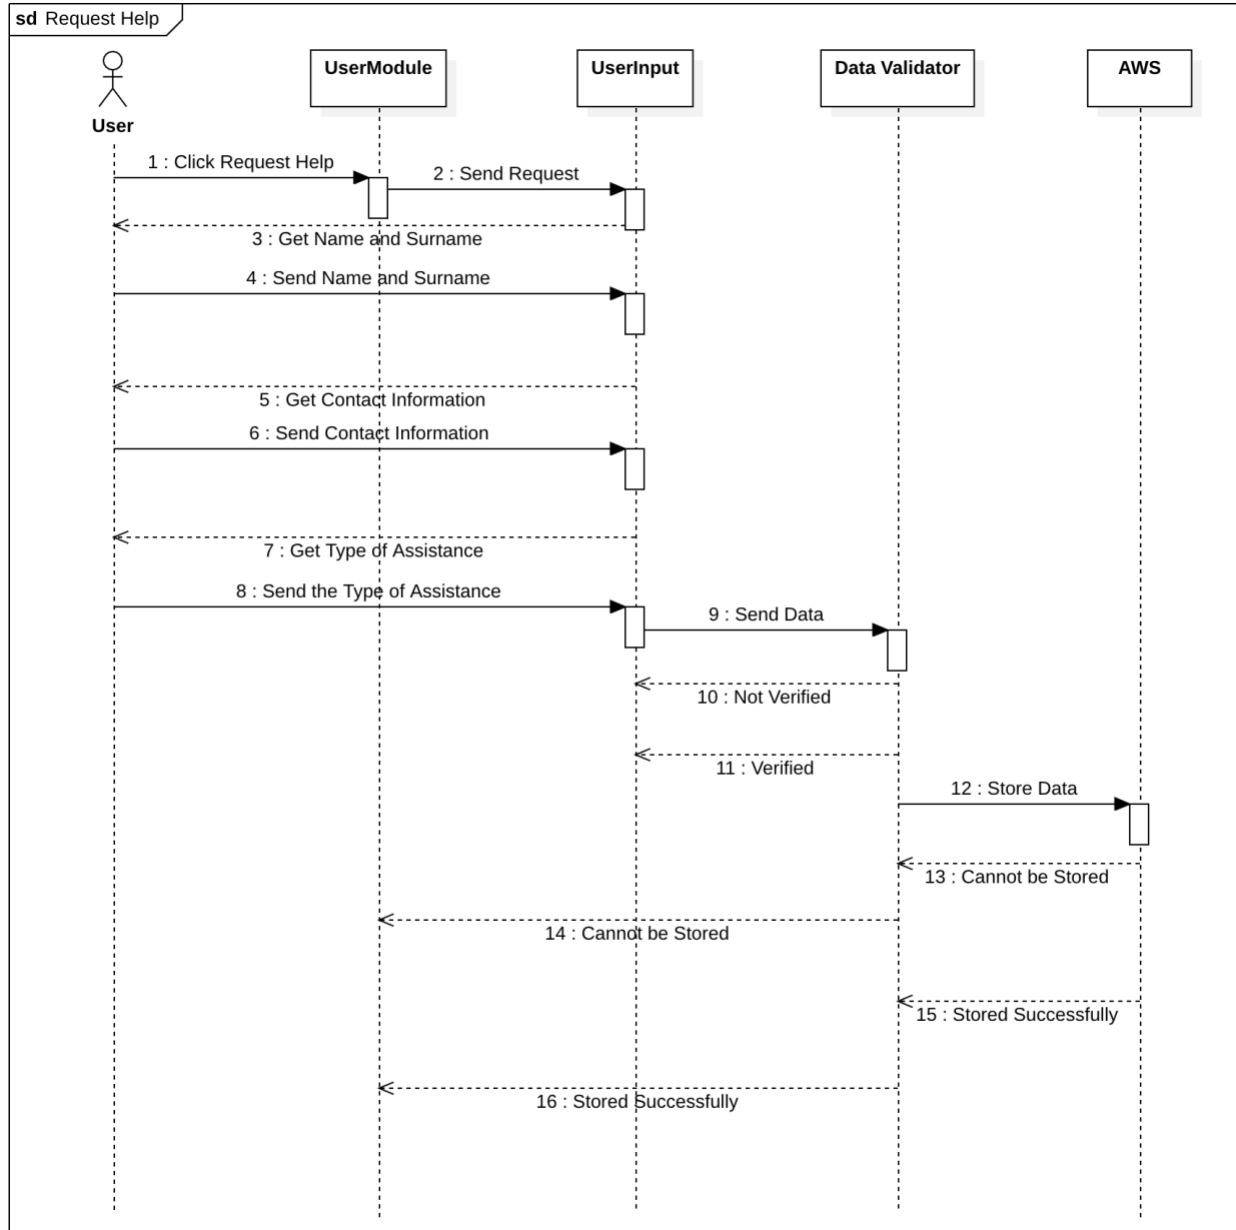 sd Request Help
User
UserModule
UserInput
Data Validator
AWS
1 : Click Request Help
2 : Send Request
3 : Get Name and Surname
4 : Send Name and Surname
5 : Get Contact Information
6 : Send Contact Information
7 : Get Type of Assistance
8 : Send the Type of Assistance
9 : Send Data
10 : Not Verified
11 : Verified
12 : Store Data
13 : Cannot be Stored
14 : Cannot be Stored
15 : Stored Successfully
16 : Stored Successfully